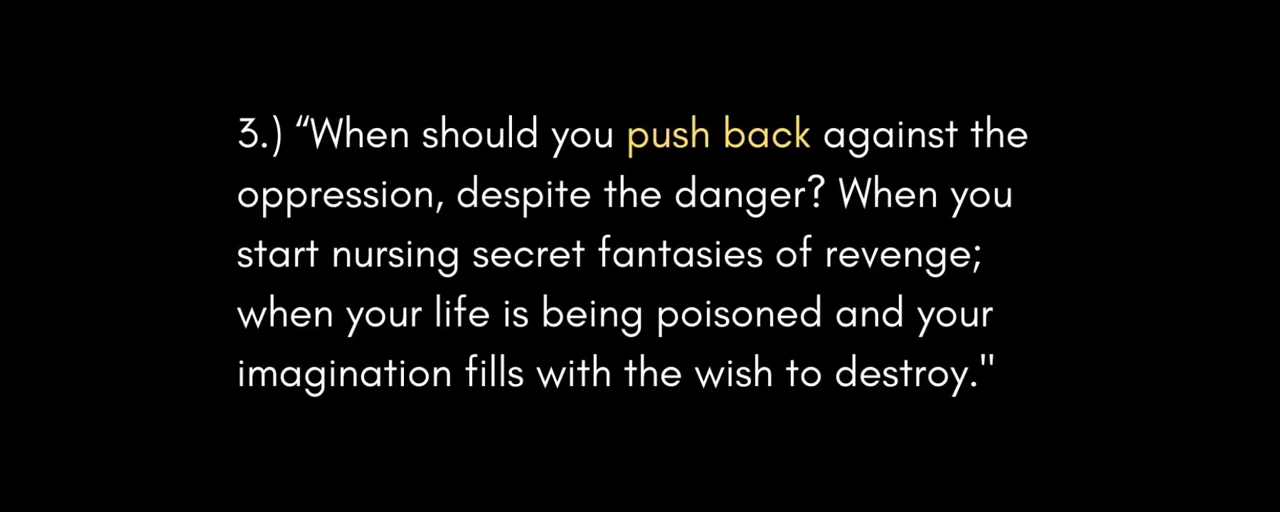 3.) “When should you push back against the
oppression, despite the danger? When you
start nursing secret fantasies of revenge;
when your life is being poisoned and your
imagination fills with the wish to destroy."